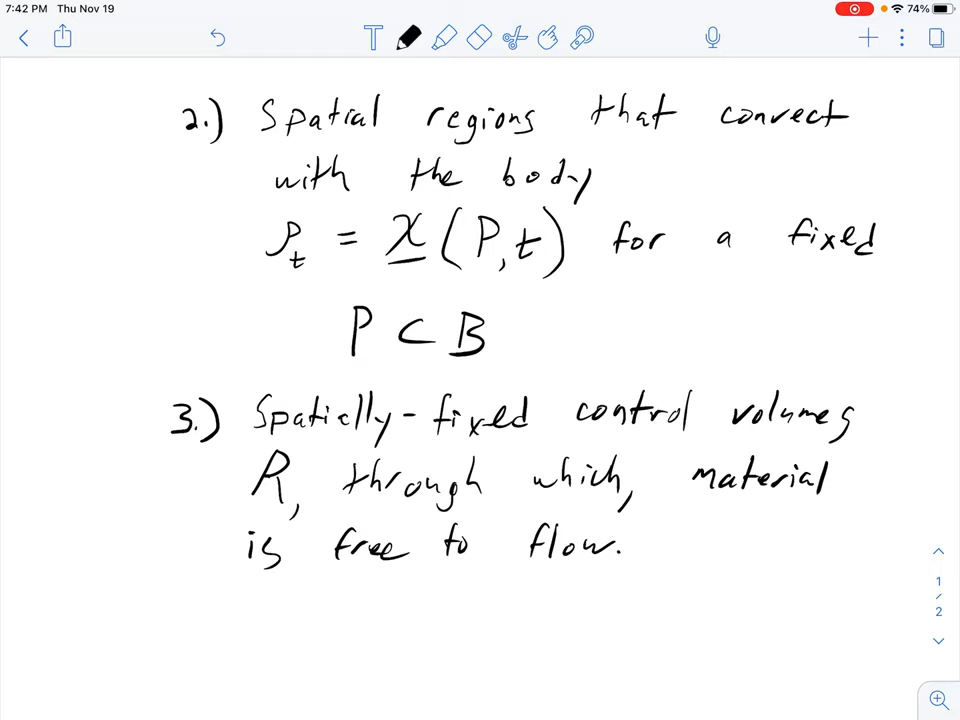 7:42 PM Thu Nov 19
74%
2.) Spatial regions that convect
with the body
𝒫ₜ = χ̲(P,t) for a fixed
P ⊂ B
3.) Spatially-fixed control volumes
R, through which, material
is free to flow.
1
/
2